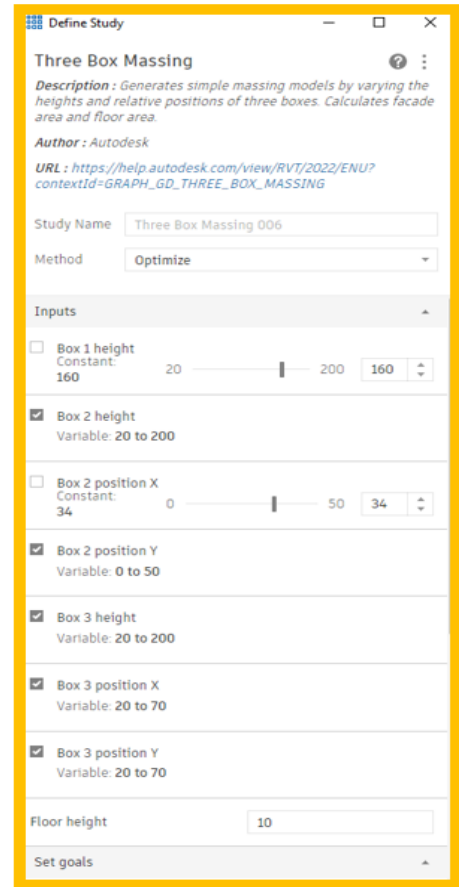 Define Study
Three Box Massing
Description : Generates simple massing models by varying the
heights and relative positions of three boxes. Calculates facade
area and floor area.
Author : Autodesk
URL : https://help.autodesk.com/view/RVT/2022/ENU?
contextId=GRAPH_GD_THREE_BOX_MASSING
Study Name Three Box Massing 006
Method Optimize
Inputs
Box 1 height
Constant:
160 20 200 160
Box 2 height
Variable: 20 to 200
Box 2 position X
Constant:
34 0 50 34
Box 2 position Y
Variable: 0 to 50
Box 3 height
Variable: 20 to 200
Box 3 position X
Variable: 20 to 70
Box 3 position Y
Variable: 20 to 70
Floor height 10
Set goals